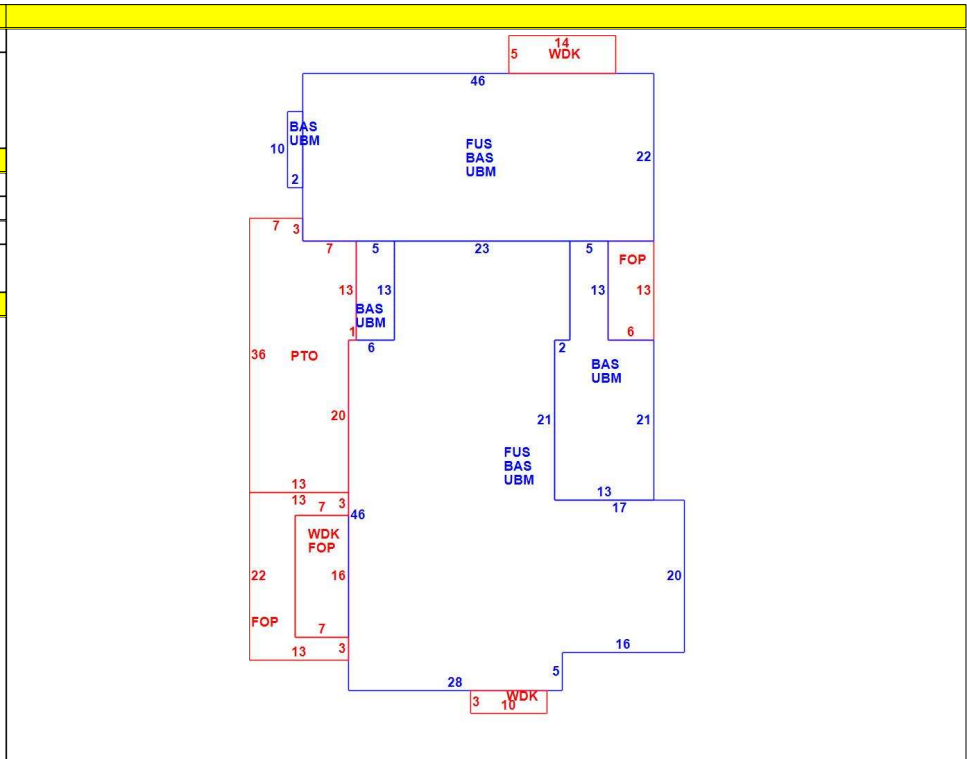 14
5 WDK
46
BAS
UBM
10
2
FUS
BAS
UBM
22
7 3
7 5 23 5
FOP
13 13 13 13
BAS
UBM
1
6 2 6
36 PTO
BAS
UBM
20 21 21
FUS
BAS
UBM
13
13 7 3
46
13
17
WDK
FOP
22 16 20
FOP
7
13 3
16
5
28
WDK
3 10